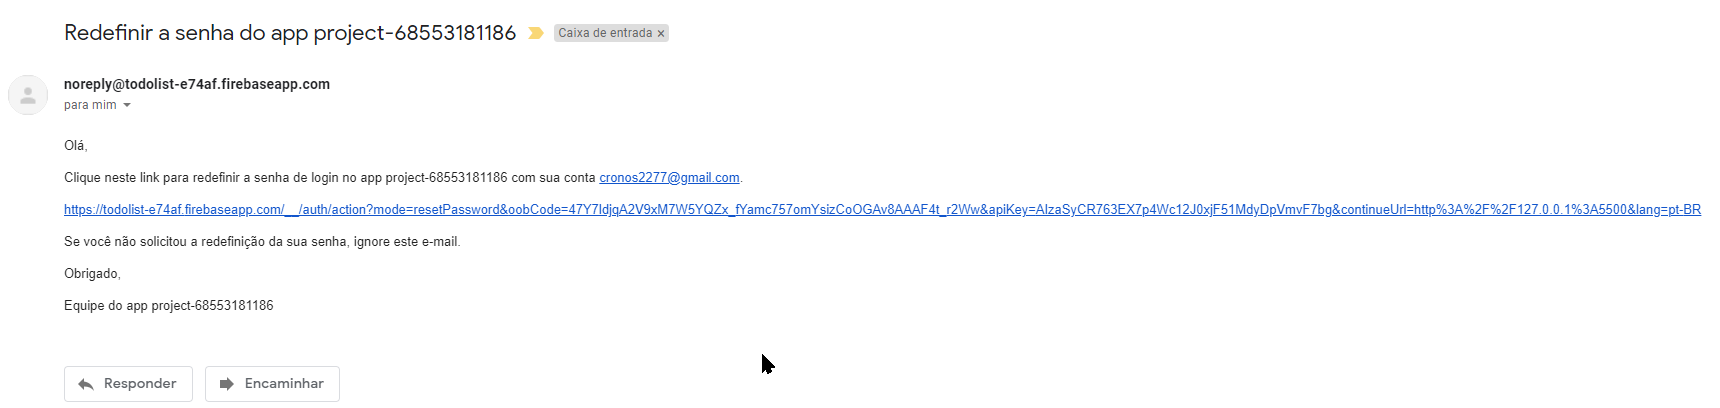 Redefinir a senha do app project-68553181186 Caixa de entrada ×
noreply@todolist-e74af.firebaseapp.com
para mim
Olá,
Clique neste link para redefinir a senha de login no app project-68553181186 com sua conta cronos2277@gmail.com.
https://todolist-e74af.firebaseapp.com/__/auth/action?mode=resetPassword&oobCode=47Y7IdjqA2V9xM7W5YQZx_fYamc757omYsizCoOGAv8AAAF4t_r2Ww&apiKey=AIzaSyCR763EX7p4Wc12J0xjF51MdyDpVmvF7bg&continueUrl=http%3A%2F%2F127.0.0.1%3A5500&lang=pt-BR
Se você não solicitou a redefinição da sua senha, ignore este e-mail.
Obrigado,
Equipe do app project-68553181186
Responder Encaminhar